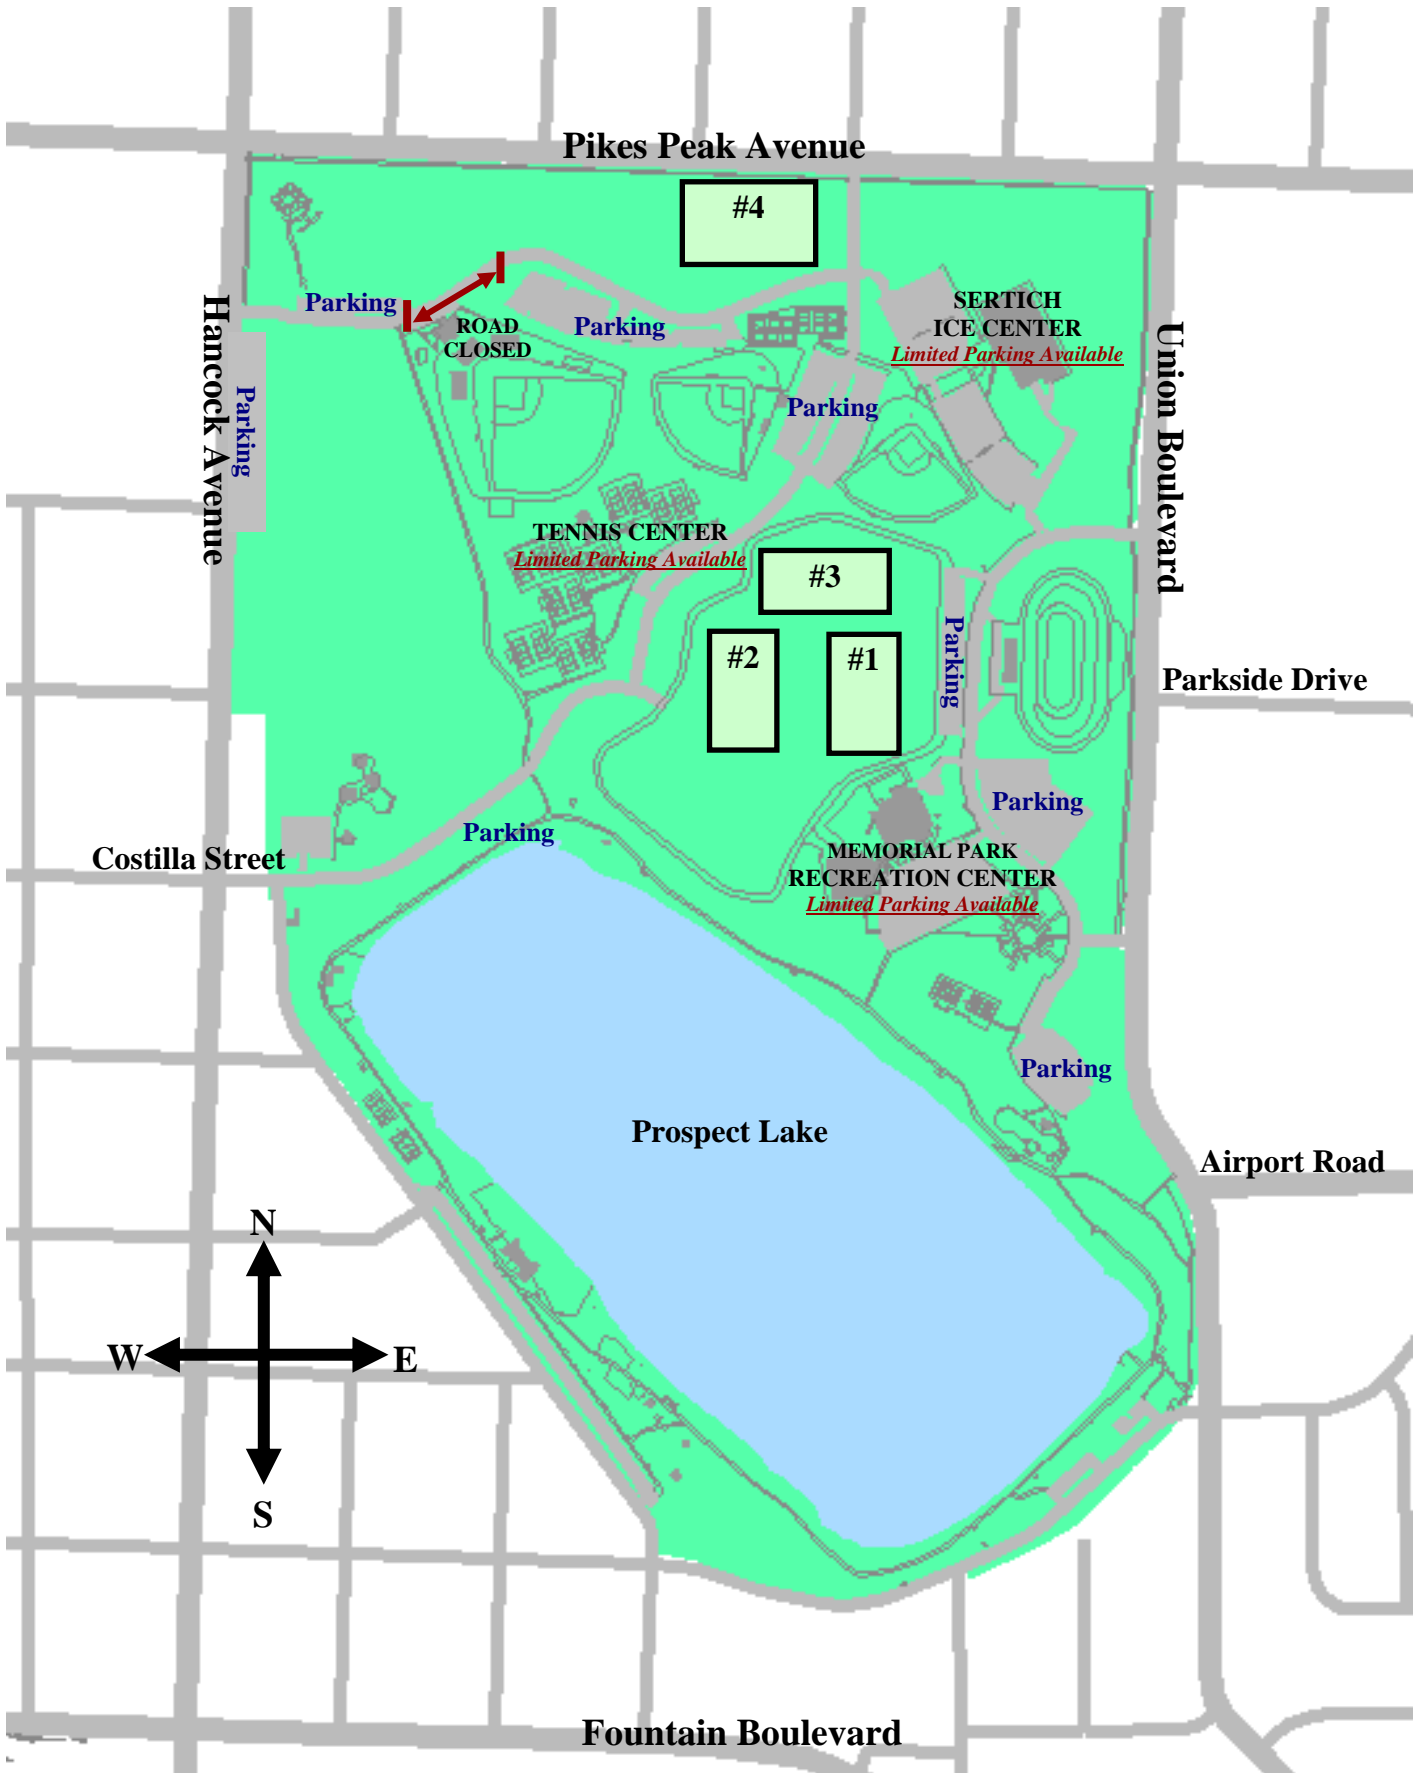 Pikes Peak Avenue
#4
Hancock Avenue
Parking
ROAD
CLOSED
Parking
SERTICH
ICE CENTER
Limited Parking Available
Union Boulevard
Parking
Parking
TENNIS CENTER
Limited Parking Available
#3
#2
#1
Parking
Parkside Drive
Parking
Parking
Costilla Street
MEMORIAL PARK
RECREATION CENTER
Limited Parking Available
Parking
Prospect Lake
Airport Road
N
W
E
S
Fountain Boulevard